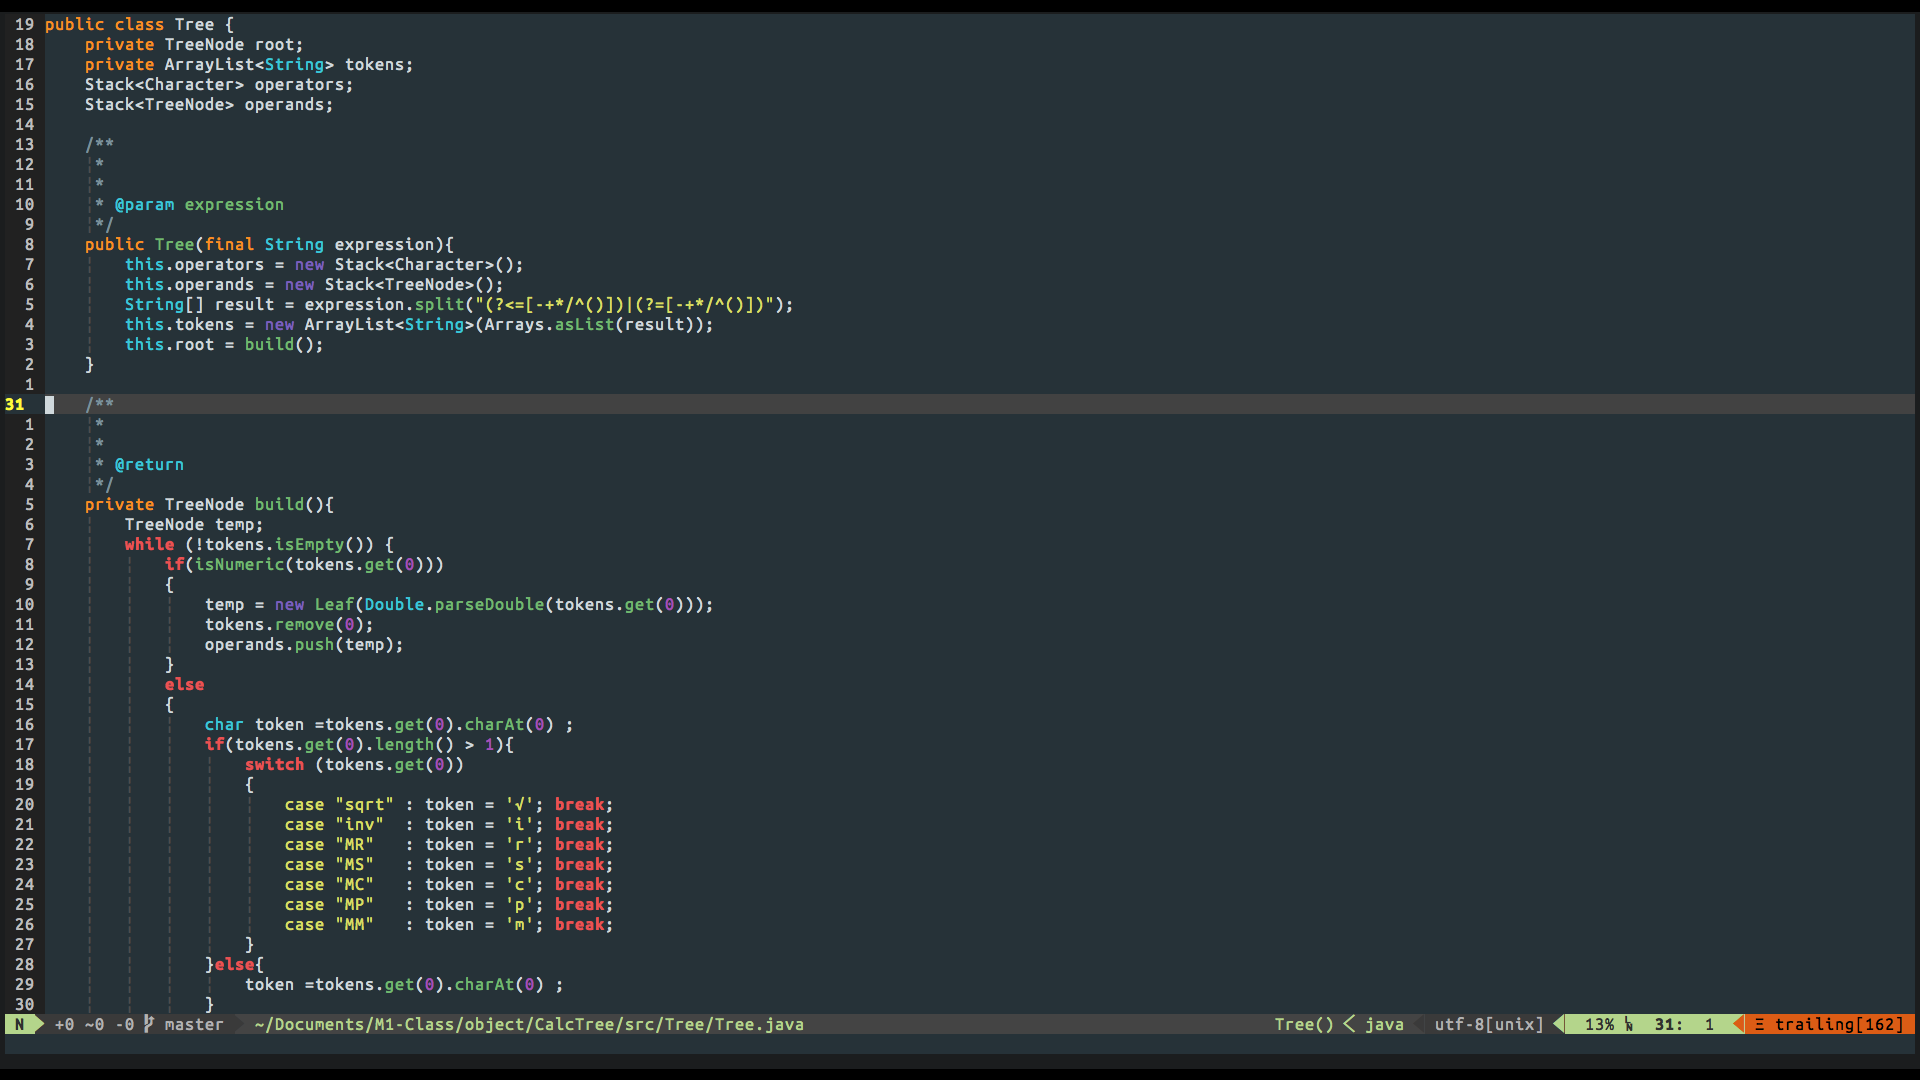 19 public class Tree {
18     private TreeNode root;
17     private ArrayList<String> tokens;
16     Stack<Character> operators;
15     Stack<TreeNode> operands;
14
13     /**
12      *
11      *
10      * @param expression
9      */
8     public Tree(final String expression){
7         this.operators = new Stack<Character>();
6         this.operands = new Stack<TreeNode>();
5         String[] result = expression.split("(?<=[-+*/^()])|(?=[-+*/^()])");
4         this.tokens = new ArrayList<String>(Arrays.asList(result));
3         this.root = build();
2     }
1
31     /**
1      *
2      *
3      * @return
4      */
5     private TreeNode build(){
6         TreeNode temp;
7         while (!tokens.isEmpty()) {
8             if(isNumeric(tokens.get(0)))
9             {
10                 temp = new Leaf(Double.parseDouble(tokens.get(0)));
11                 tokens.remove(0);
12                 operands.push(temp);
13             }
14             else
15             {
16                 char token =tokens.get(0).charAt(0) ;
17                 if(tokens.get(0).length() > 1){
18                     switch (tokens.get(0))
19                     {
20                         case "sqrt" : token = '√'; break;
21                         case "inv"  : token = 'i'; break;
22                         case "MR"   : token = 'r'; break;
23                         case "MS"   : token = 's'; break;
24                         case "MC"   : token = 'c'; break;
25                         case "MP"   : token = 'p'; break;
26                         case "MM"   : token = 'm'; break;
27                     }
28                 }else{
29                     token =tokens.get(0).charAt(0) ;
30                 }
N +0 ~0 -0 master ~/Documents/M1-Class/object/CalcTree/src/Tree/Tree.java Tree() < java utf-8[unix] 13% ␤ 31: 1 Ξ trailing[162]